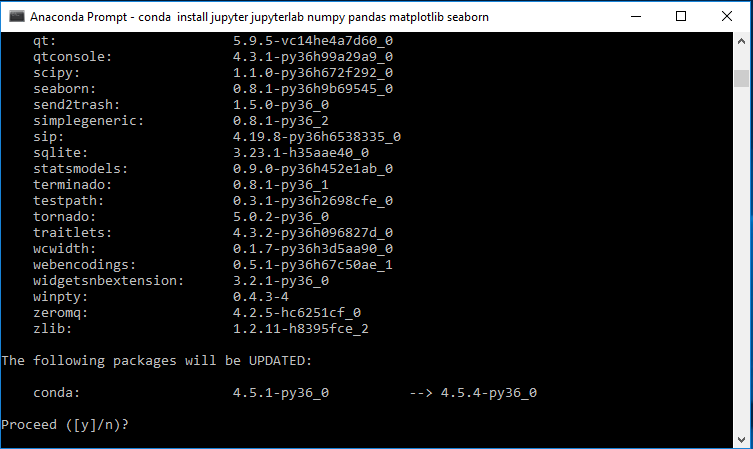 Anaconda Prompt - conda  install jupyter jupyterlab numpy pandas matplotlib seaborn
qt:                      5.9.5-vc14he4a7d60_0
qtconsole:               4.3.1-py36h99a29a9_0
scipy:                   1.1.0-py36h672f292_0
seaborn:                 0.8.1-py36h9b69545_0
send2trash:              1.5.0-py36_0
simplegeneric:           0.8.1-py36_2
sip:                     4.19.8-py36h6538335_0
sqlite:                  3.23.1-h35aae40_0
statsmodels:             0.9.0-py36h452e1ab_0
terminado:               0.8.1-py36_1
testpath:                0.3.1-py36h2698cfe_0
tornado:                 5.0.2-py36_0
traitlets:               4.3.2-py36h096827d_0
wcwidth:                 0.1.7-py36h3d5aa90_0
webencodings:            0.5.1-py36h67c50ae_1
widgetsnbextension:      3.2.1-py36_0
winpty:                  0.4.3-4
zeromq:                  4.2.5-hc6251cf_0
zlib:                    1.2.11-h8395fce_2
The following packages will be UPDATED:
conda:                   4.5.1-py36_0          --> 4.5.4-py36_0
Proceed ([y]/n)?